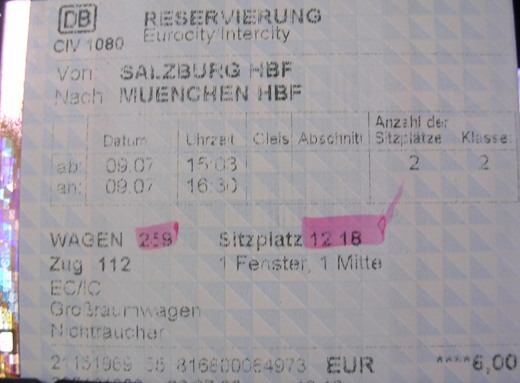 DB RESERVIERUNG
CIV 1080 Eurocity/Intercity
Von: SALZBURG HBF
Nach MUENCHEN HBF
Datum Uhrzeit Gleis Abschnitt Anzahl der Sitzplätze Klasse
ab: 09.07 15:03 2 2
an: 09.07 16:30
WAGEN 259 Sitzplatz 12 18
Zug 112 1 Fenster, 1 Mitte
EC/IC
Großraumwagen
Nichtraucher
EUR ****6,00